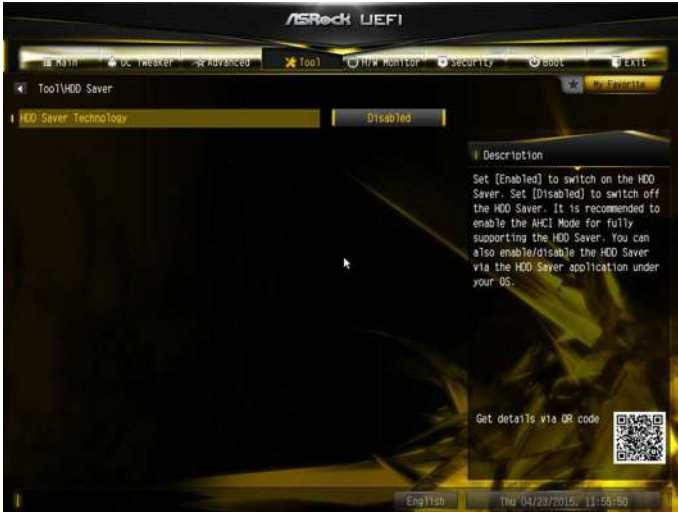 ASRock UEFI
Main OC Tweaker Advanced Tool H/W Monitor Security Boot Exit
Tool\HDD Saver
My Favorite
HDD Saver Technology Disabled
Description
Set [Enabled] to switch on the HDD
Saver. Set [Disabled] to switch off
the HDD Saver. It is recommended to
enable the AHCI Mode for fully
supporting the HDD Saver. You can
also enable/disable the HDD Saver
via the HDD Saver application under
your OS.
Get details via QR code
English Thu 04/23/2015, 11:55:50